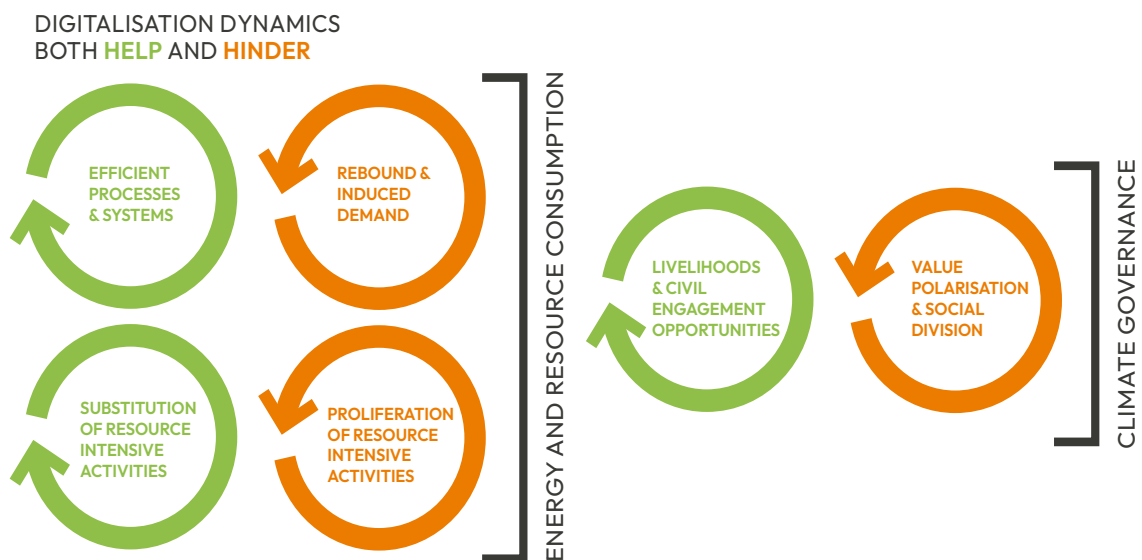 DIGITALISATION DYNAMICS
BOTH HELP AND HINDER
EFFICIENT
PROCESSES
& SYSTEMS
REBOUND &
INDUCED
DEMAND
SUBSTITUTION
OF RESOURCE
INTENSIVE
ACTIVITIES
PROLIFERATION
OF RESOURCE
INTENSIVE
ACTIVITIES
ENERGY AND RESOURCE CONSUMPTION
LIVELIHOODS
& CIVIL
ENGAGEMENT
OPPORTUNITIES
VALUE
POLARISATION
& SOCIAL
DIVISION
CLIMATE GOVERNANCE